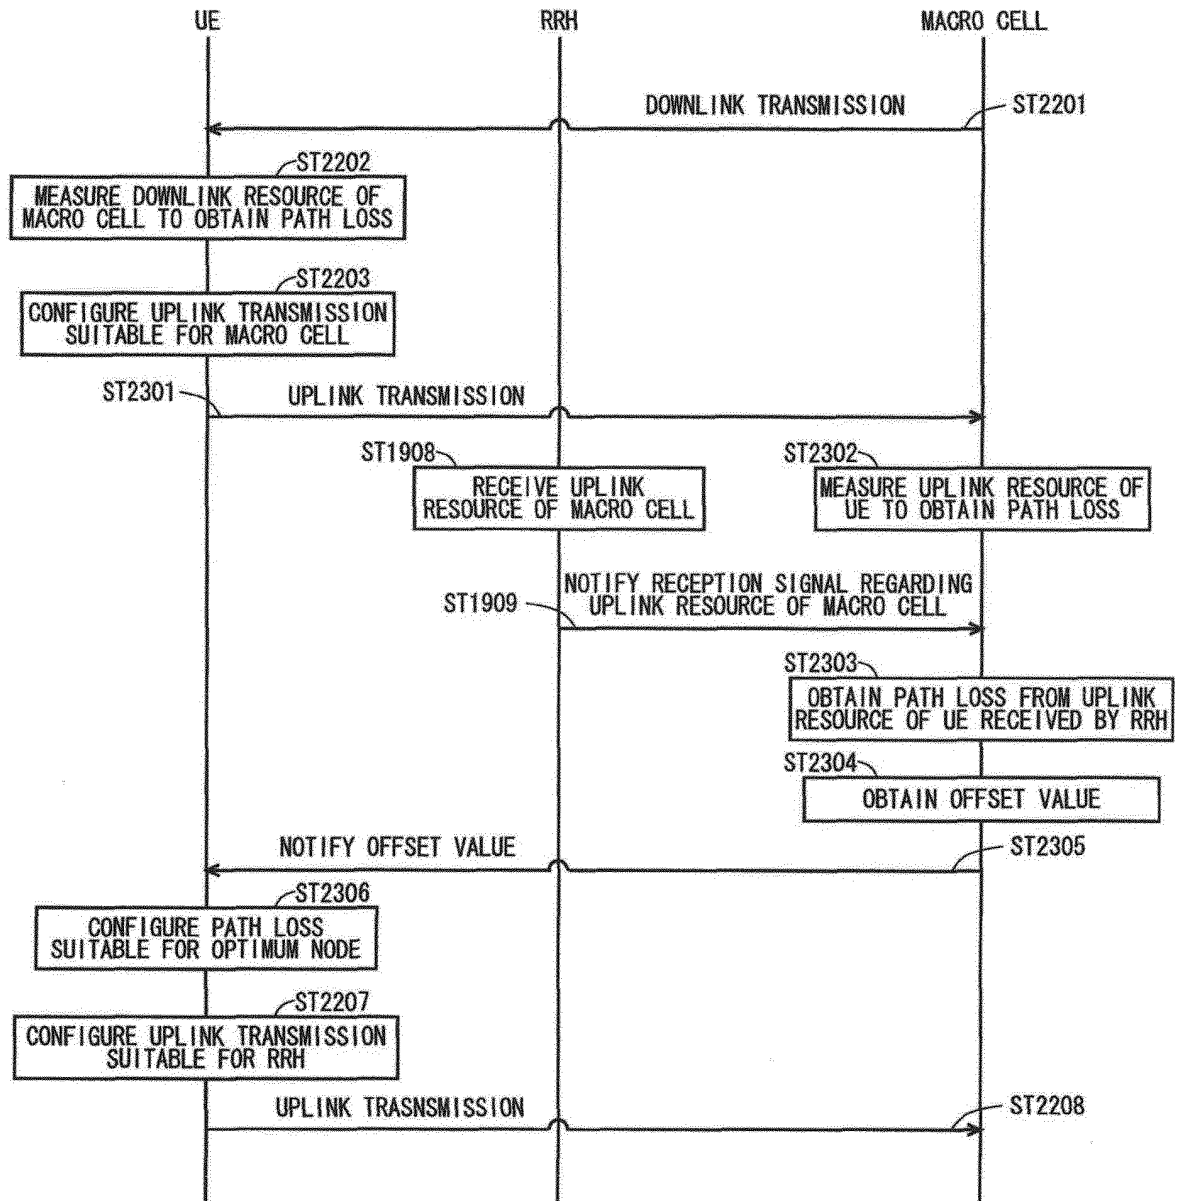 UE
RRH
MACRO CELL
DOWNLINK TRANSMISSION
ST2201
ST2202
MEASURE DOWNLINK RESOURCE OF
MACRO CELL TO OBTAIN PATH LOSS
ST2203
CONFIGURE UPLINK TRANSMISSION
SUITABLE FOR MACRO CELL
ST2301
UPLINK TRANSMISSION
ST1908
RECEIVE UPLINK
RESOURCE OF MACRO CELL
ST2302
MEASURE UPLINK RESOURCE OF
UE TO OBTAIN PATH LOSS
ST1909
NOTIFY RECEPTION SIGNAL REGARDING
UPLINK RESOURCE OF MACRO CELL
ST2303
OBTAIN PATH LOSS FROM UPLINK
RESOURCE OF UE RECEIVED BY RRH
ST2304
OBTAIN OFFSET VALUE
NOTIFY OFFSET VALUE
ST2305
ST2306
CONFIGURE PATH LOSS
SUITABLE FOR OPTIMUM NODE
ST2207
CONFIGURE UPLINK TRANSMISSION
SUITABLE FOR RRH
UPLINK TRASNSMISSION
ST2208